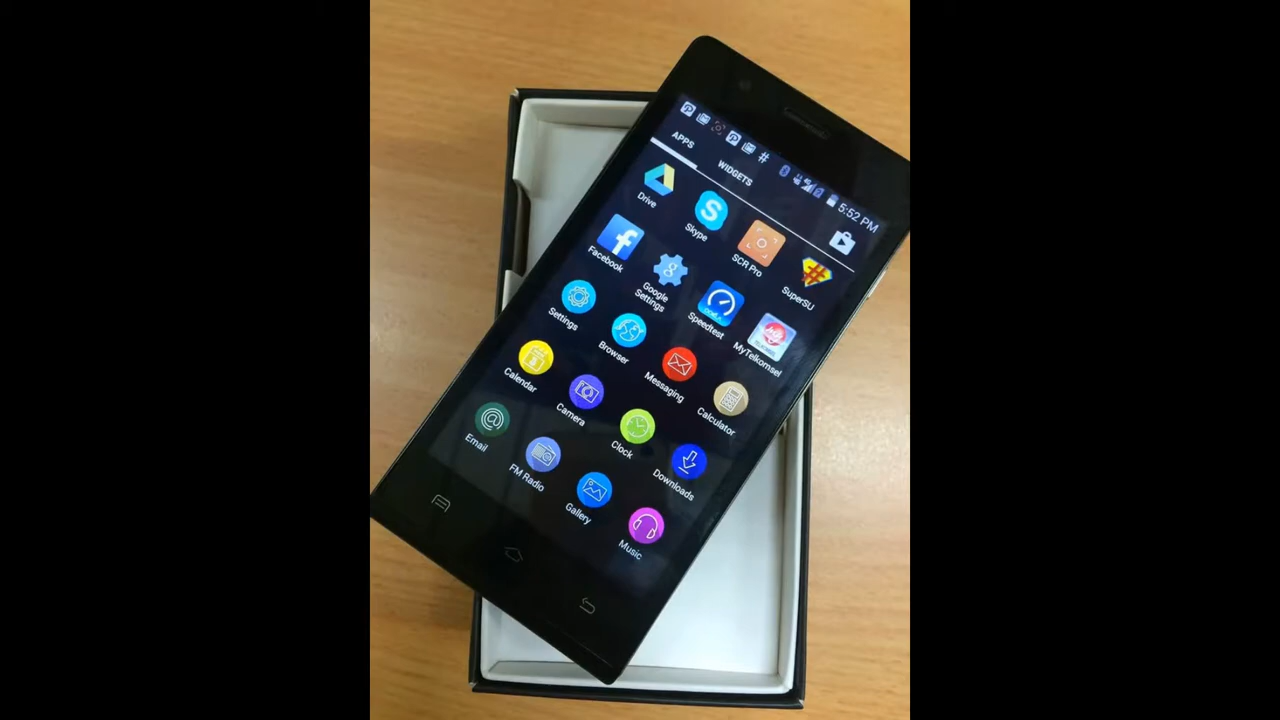 5:52 PM
APPS WIDGETS
Drive Skype SCR Pro SuperSU
Facebook Google Settings Speedtest MyTelkomsel
Settings Browser Messaging Calculator
Calendar Camera Clock Downloads
Email FM Radio Gallery Music